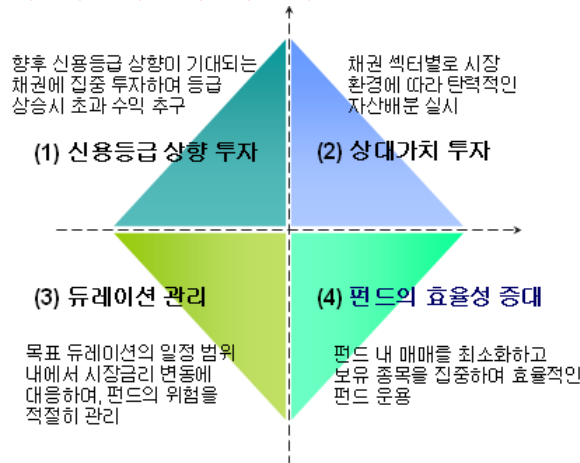 향후 신용등급 상향이 기대되는
채권에 집중 투자하여 등급
상승시 초과 수익 추구
(1) 신용등급 상향 투자
채권 섹터별로 시장
환경에 따라 탄력적인
자산배분 실시
(2) 상대가치 투자
(3) 듀레이션 관리
목표 듀레이션의 일정 범위
내에서 시장금리 변동에
대응하며, 펀드의 위험을
적절히 관리
(4) 펀드의 효율성 증대
펀드 내 매매를 최소화하고
보유 종목을 집중하며 효율적인
펀드 운용